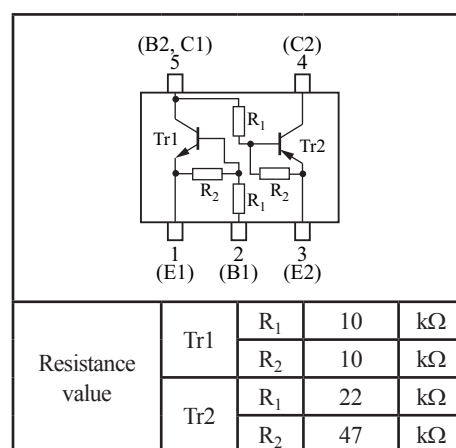 (B2, C1) (C2)
5 4
R1
Tr1 Tr2
R2 R2
R1
1 2 3
(E1) (B1) (E2)
Resistance value Tr1 R1 10 kΩ
R2 10 kΩ
Tr2 R1 22 kΩ
R2 47 kΩ